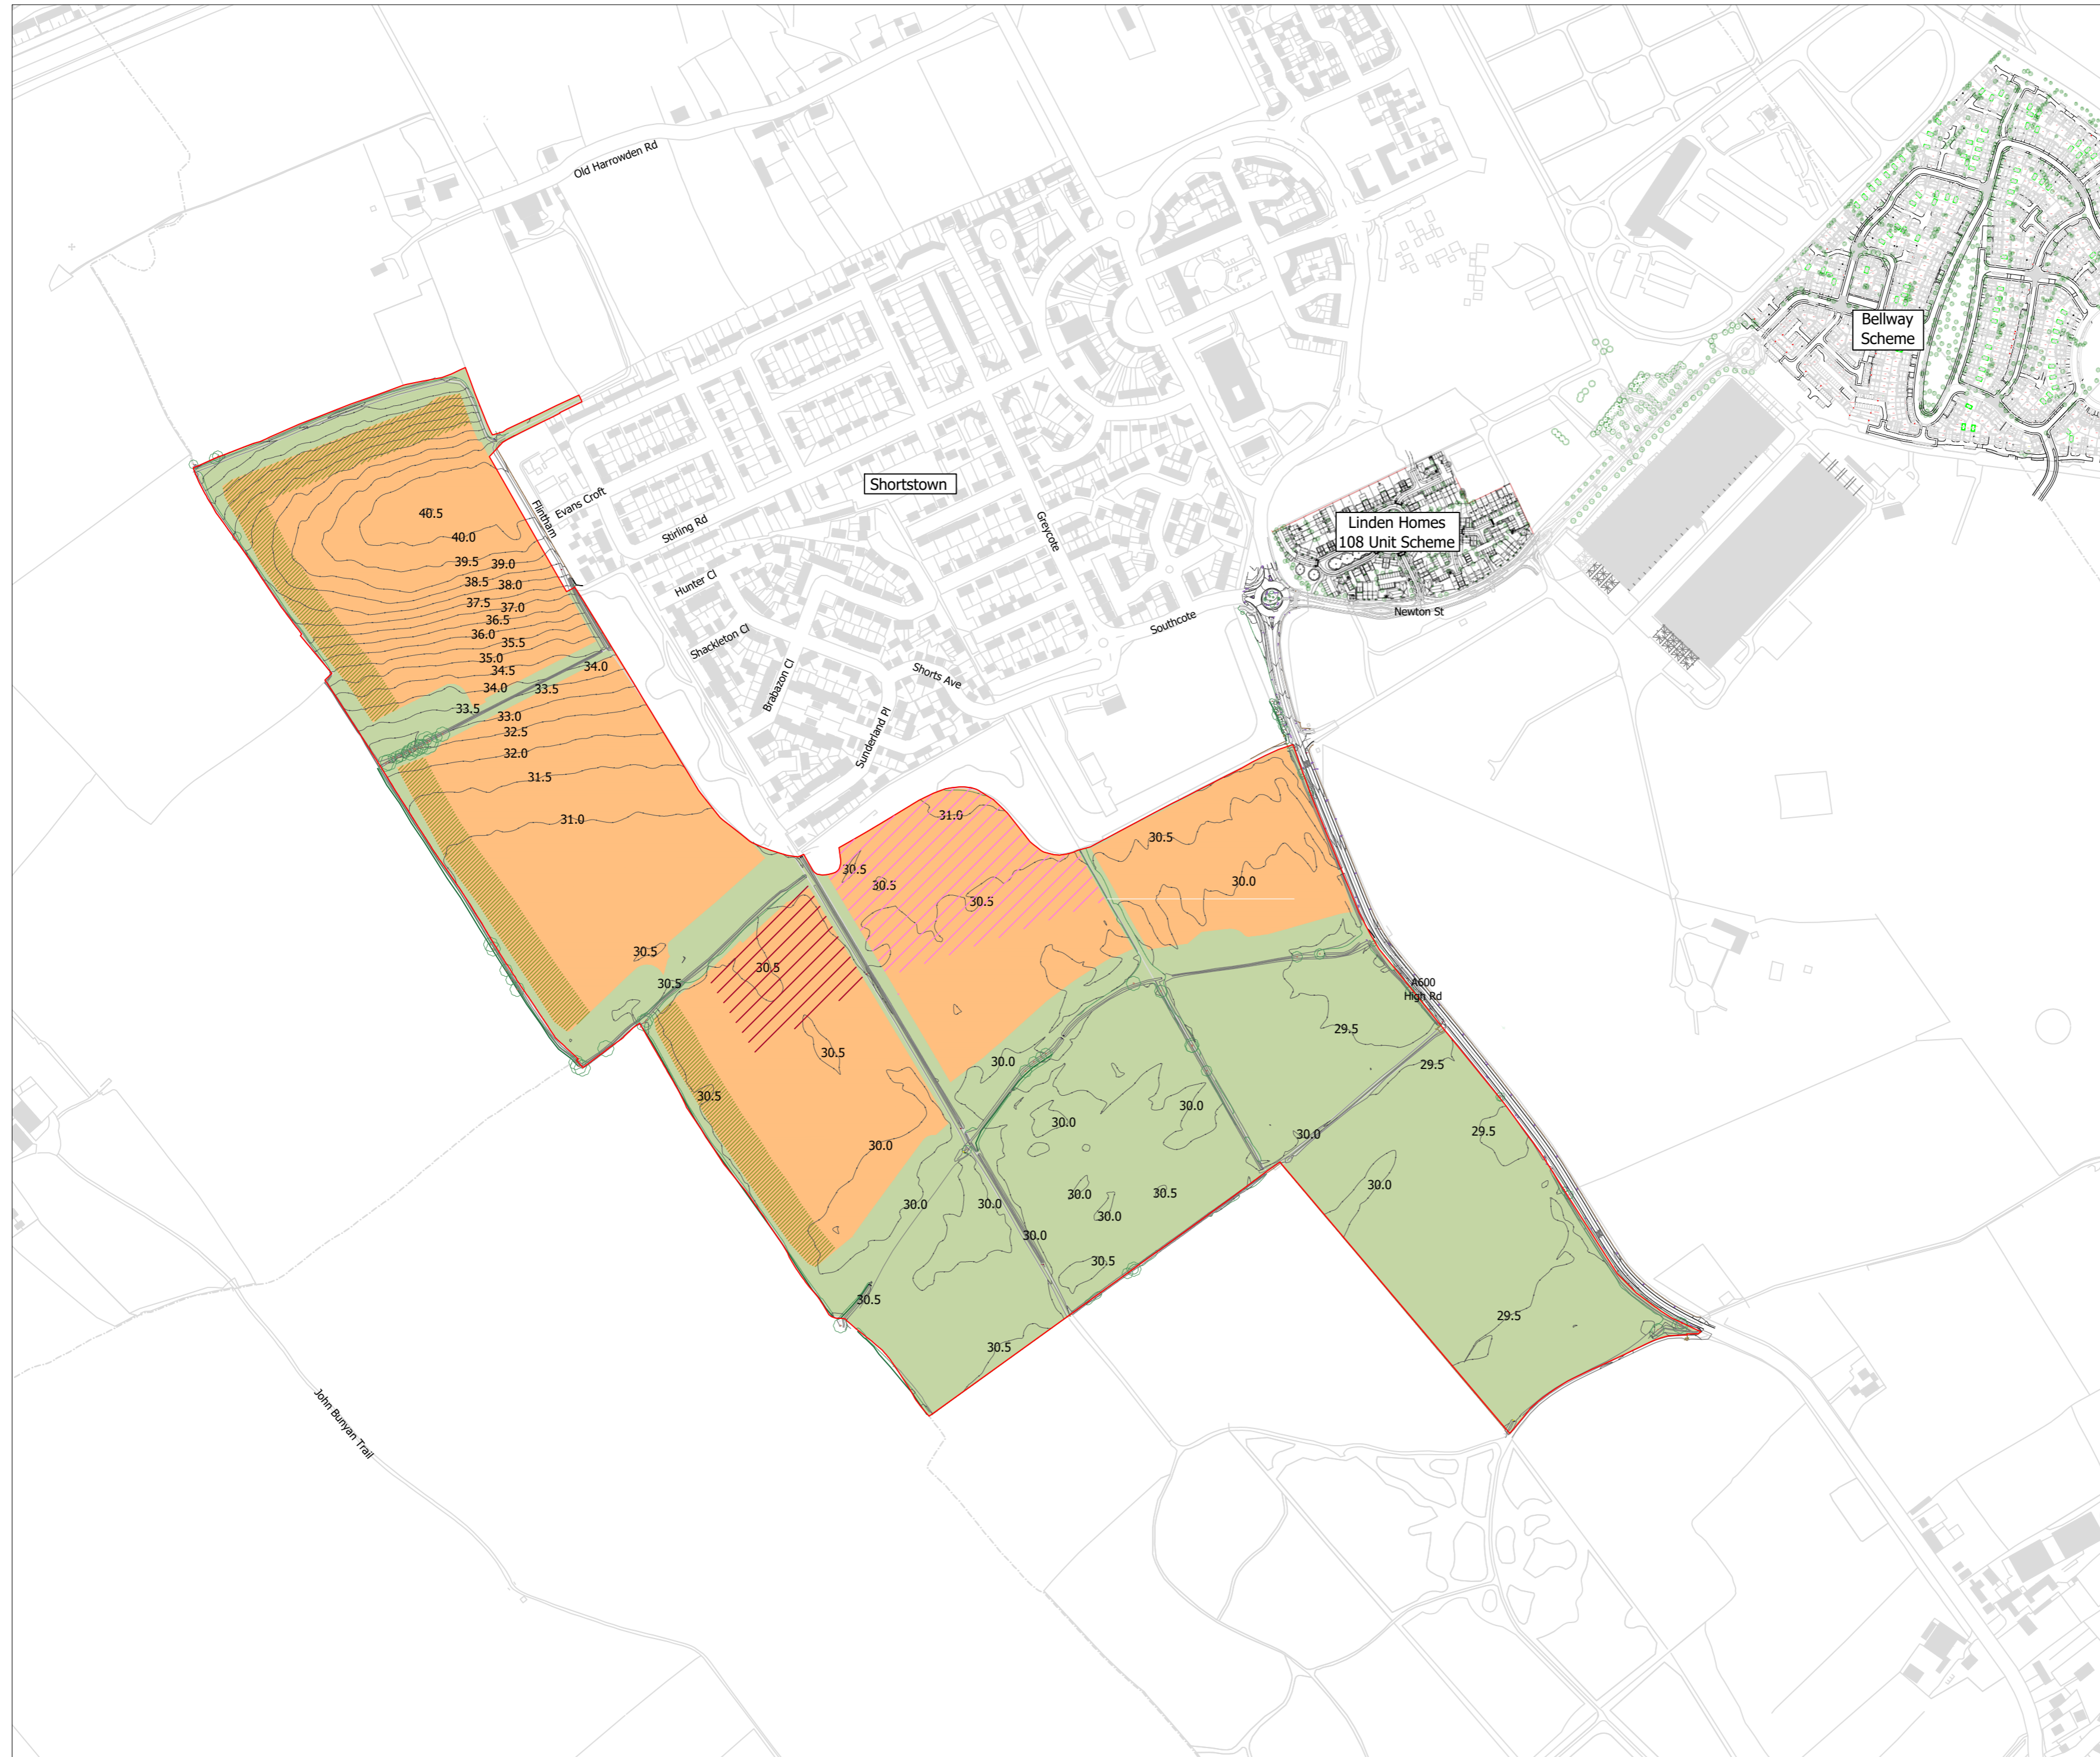 Old Harrowden Rd
Bellway
Scheme
Shortstown
Evans Croft
Flintham
Stirling Rd
Greycote
Linden Homes
108 Unit Scheme
Hunter Cl
Newton St
Southcote
Shackleton Cl
Shorts Ave
Brabazon Cl
Sunderland Pl
40.5
40.0
39.5
39.0
38.5
38.0
37.5
37.0
36.5
36.0
35.5
35.0
34.5
34.0
34.0
33.5
33.5
33.0
32.5
32.0
31.5
31.0
31.0
30.5
30.5
30.5
30.5
30.0
30.5
30.5
30.5
A600
High Rd
29.5
30.5
30.0
29.5
30.5
30.0
30.0
29.5
30.0
30.0
30.0
30.0
30.5
30.0
30.0
30.0
30.0
30.5
30.5
29.5
30.5
John Bunyan Trail